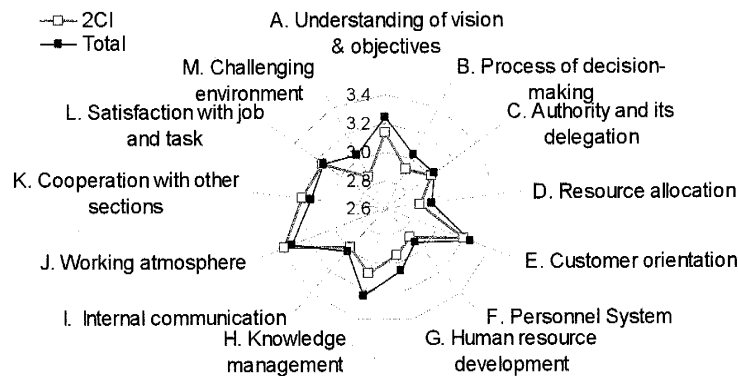 2CI
Total
A. Understanding of vision
& objectives
B. Process of decision-
making
C. Authority and its
delegation
D. Resource allocation
E. Customer orientation
F. Personnel System
G. Human resource
development
H. Knowledge
management
I. Internal communication
J. Working atmosphere
K. Cooperation with other
sections
L. Satisfaction with job
and task
M. Challenging
environment
3.4
3.2
3.0
2.8
2.6